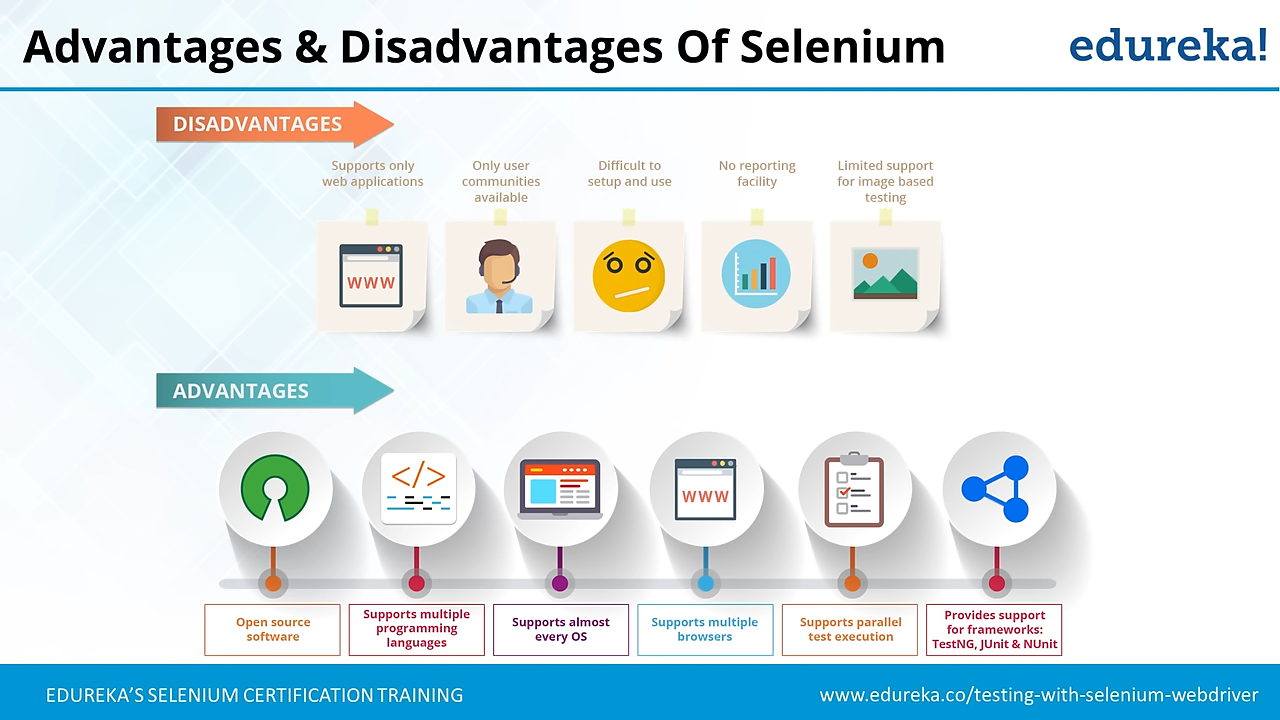 Advantages & Disadvantages Of Selenium
edureka!
DISADVANTAGES
Supports only
web applications
Only user
communities
available
Difficult to
setup and use
No reporting
facility
Limited support
for image based
testing
WWW
ADVANTAGES
</>
WWW
Open source
software
Supports multiple
programming
languages
Supports almost
every OS
Supports multiple
browsers
Supports parallel
test execution
Provides support
for frameworks:
TestNG, JUnit & NUnit
EDUREKA’S SELENIUM CERTIFICATION TRAINING
www.edureka.co/testing-with-selenium-webdriver